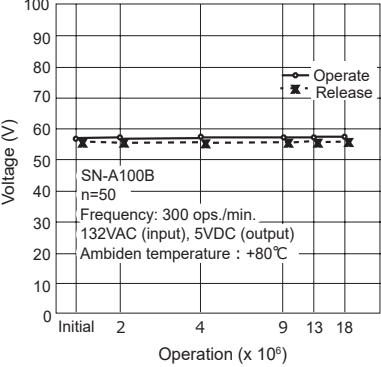 100
90
80
70
60
50
40
30
20
10
0
Voltage (V)
Operate
Release
SN-A100B
n=50
Frequency: 300 ops./min.
132VAC (input), 5VDC (output)
Ambiden temperature：+80℃
Initial 2 4 9 13 18
Operation (x 10⁶)